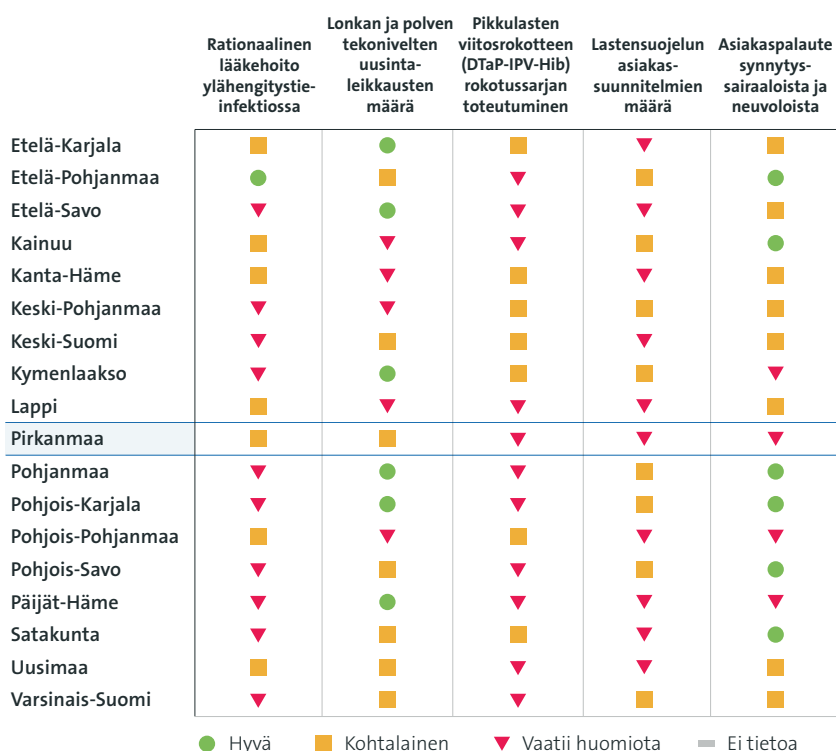 Rationaalinen
lääkehoito
ylähengitystie-
infektiossa
Lonkan ja polven
tekonivelten
uusinta-
leikkausten
määrä
Pikkulasten
viitosrokotteen
(DTaP-IPV-Hib)
rokotussarjan
toteutuminen
Lastensuojelun
asiakas-
suunnitelmien
määrä
Asiakaspalaute
synnytys-
sairaaloista ja
neuvoloista
Etelä-Karjala
Etelä-Pohjanmaa
Etelä-Savo
Kainuu
Kanta-Häme
Keski-Pohjanmaa
Keski-Suomi
Kymenlaakso
Lappi
Pirkanmaa
Pohjanmaa
Pohjois-Karjala
Pohjois-Pohjanmaa
Pohjois-Savo
Päijät-Häme
Satakunta
Uusimaa
Varsinais-Suomi
Hyvä Kohtalainen Vaatii huomiota Ei tietoa